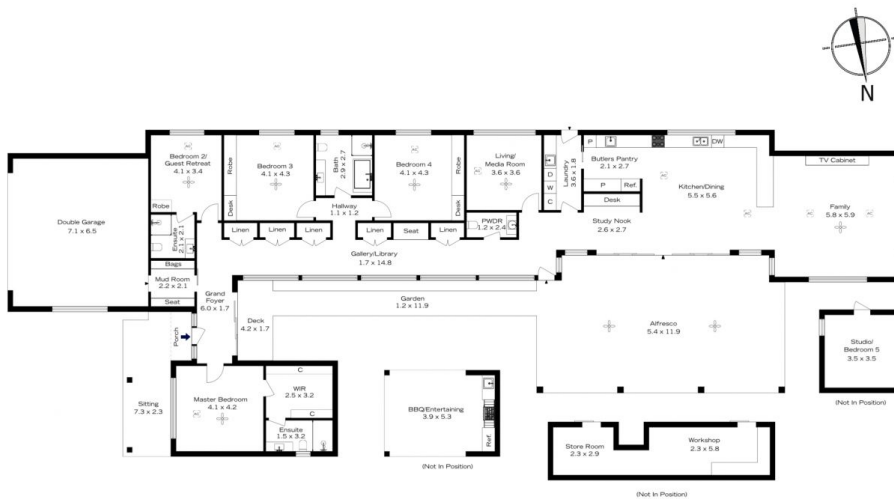 N
Bedroom 2/
Guest Retreat
4.1 x 3.4
Robe
Robe
Bedroom 3
4.1 x 4.3
Desk
Bath
2.9 x 2.7
Hallway
1.1 x 1.2
Bedroom 4
4.1 x 4.3
Robe
Desk
Living/
Media Room
3.6 x 3.6
D
W
C
Laundry
3.6 x 1.8
P
DW
Butlers Pantry
2.1 x 2.7
P
Ref.
Desk
Study Nook
2.6 x 2.7
Kitchen/Dining
5.5 x 5.6
TV Cabinet
Family
5.8 x 5.9
Double Garage
7.1 x 6.5
Ensuite
2.1 x 2.1
Bags
Mud Room
2.2 x 2.1
Seat
Linen
Linen
Linen
Linen
Seat
Linen
PWDR
1.2 x 2.4
Gallery/Library
1.7 x 14.8
Grand
Foyer
6.0 x 1.7
Porch
Deck
4.2 x 1.7
Garden
1.2 x 11.9
Alfresco
5.4 x 11.9
Studio/
Bedroom 5
3.5 x 3.5
(Not In Position)
Sitting
7.3 x 2.3
Master Bedroom
4.1 x 4.2
C
WIR
2.5 x 3.2
C
Ensuite
1.5 x 3.2
BBQ/Entertaining
3.9 x 5.3
Ref.
(Not In Position)
Store Room
2.3 x 2.9
Workshop
2.3 x 5.8
(Not In Position)